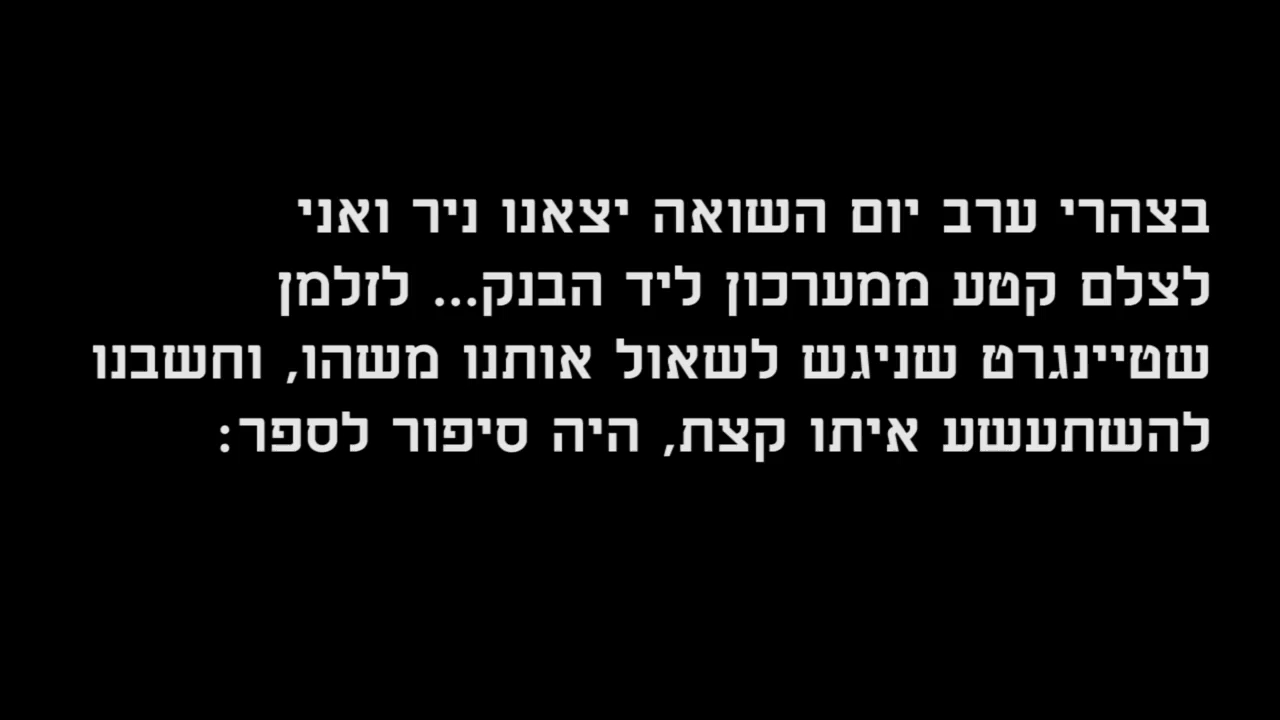 בצהרי ערב יום השואה יצאנו ניר ואני
לצלם קטע ממערכון ליד הבנק... לזלמן
שטיינגרט שניגש לשאול אותנו משהו, וחשבנו
להשתעשע איתו קצת, היה סיפור לספר: